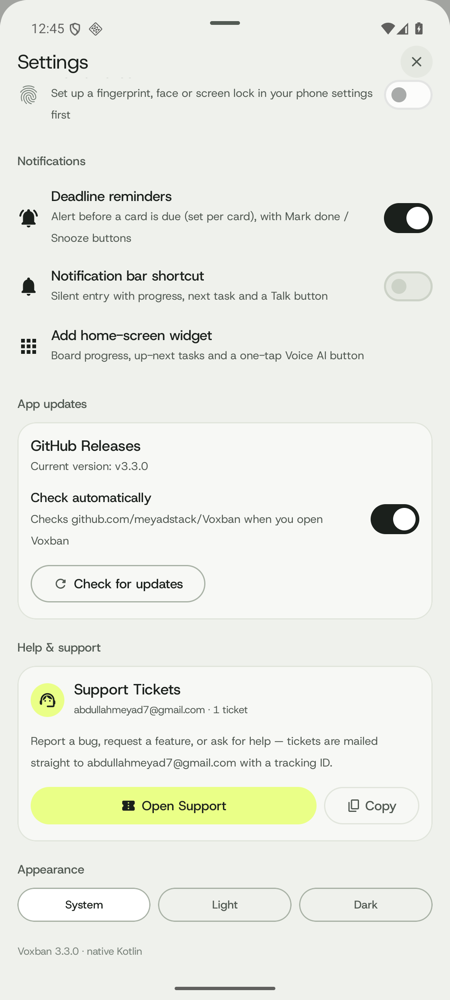 12:45
Settings
Set up a fingerprint, face or screen lock in your phone settings
first
Notifications
Deadline reminders
Alert before a card is due (set per card), with Mark done /
Snooze buttons
Notification bar shortcut
Silent entry with progress, next task and a Talk button
Add home-screen widget
Board progress, up-next tasks and a one-tap Voice AI button
App updates
GitHub Releases
Current version: v3.3.0
Check automatically
Checks github.com/meyadstack/Voxban when you open
Voxban
Check for updates
Help & support
Support Tickets
abdullahmeyad7@gmail.com · 1 ticket
Report a bug, request a feature, or ask for help — tickets are mailed
straight to abdullahmeyad7@gmail.com with a tracking ID.
Open Support
Copy
Appearance
System
Light
Dark
Voxban 3.3.0 · native Kotlin